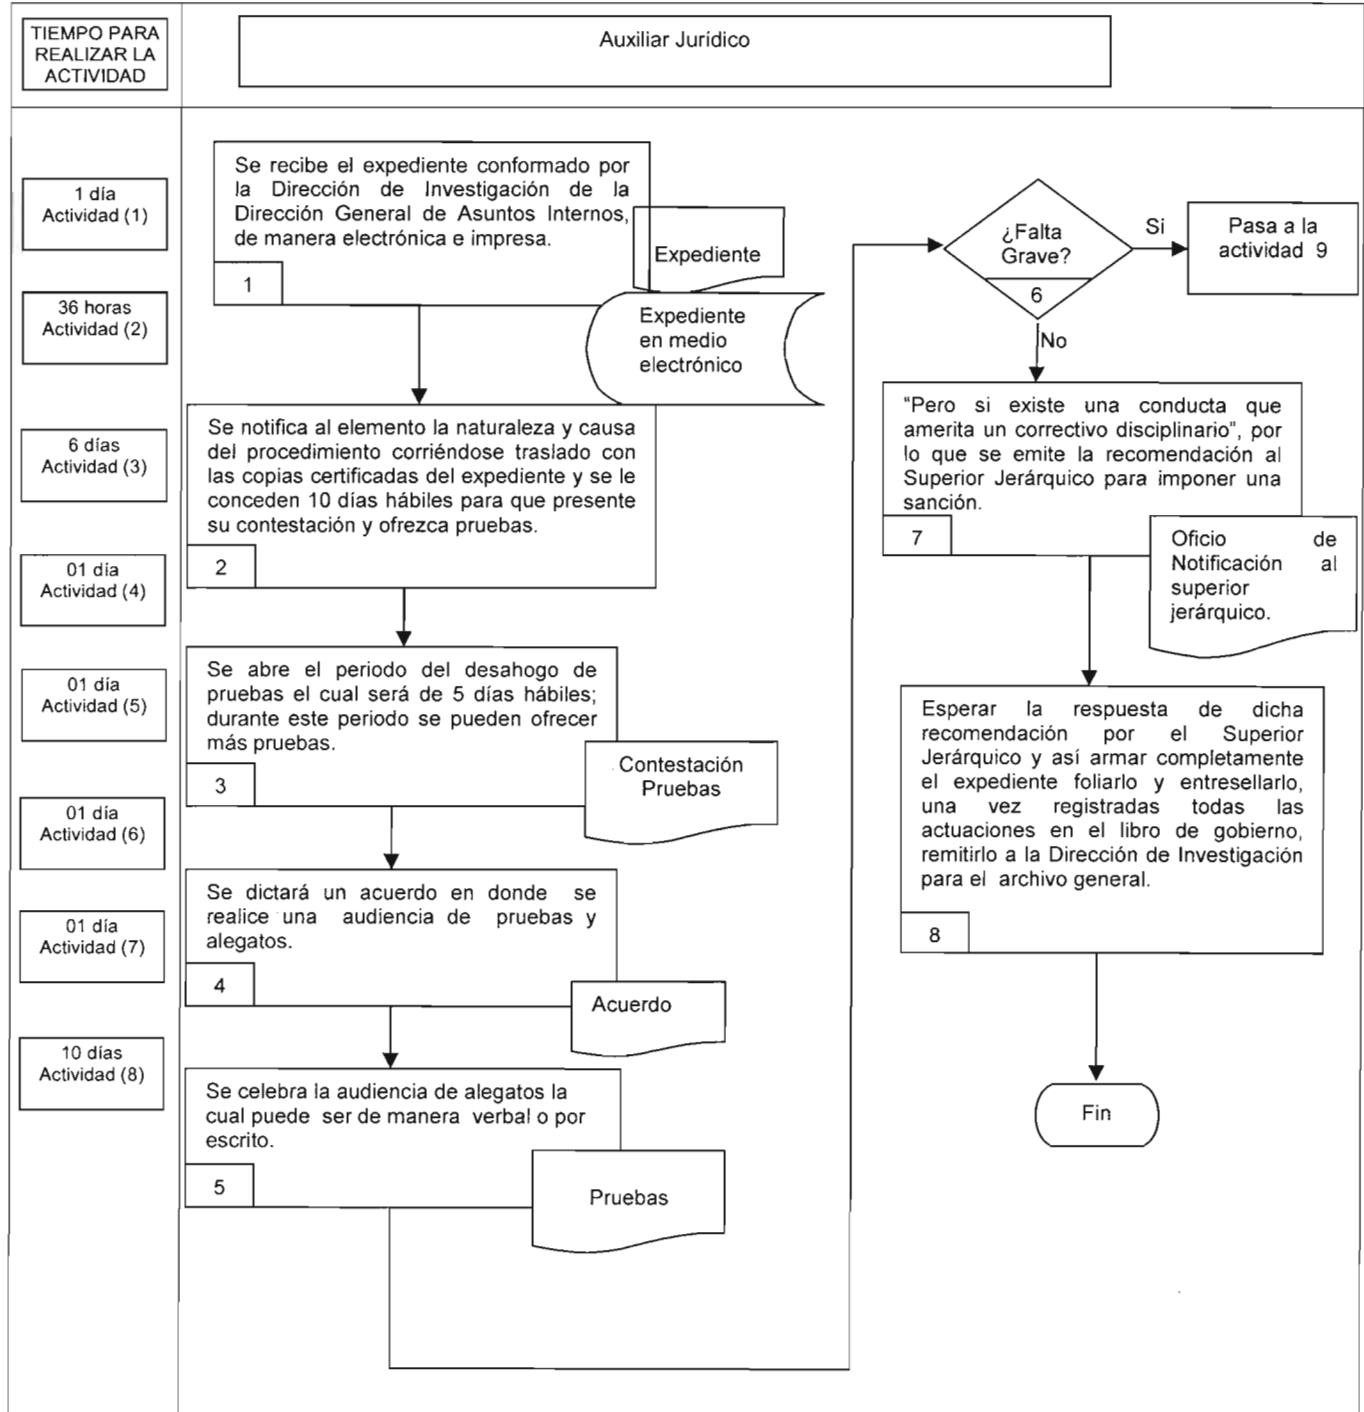 TIEMPO PARA
REALIZAR LA
ACTIVIDAD
Auxiliar Jurídico
1 día
Actividad (1)
36 horas
Actividad (2)
6 días
Actividad (3)
01 día
Actividad (4)
01 día
Actividad (5)
01 día
Actividad (6)
01 día
Actividad (7)
10 días
Actividad (8)
Se recibe el expediente conformado por
la Dirección de Investigación de la
Dirección General de Asuntos Internos,
de manera electrónica e impresa.
1
Expediente
Expediente
en medio
electrónico
Se notifica al elemento la naturaleza y causa
del procedimiento corriéndose traslado con
las copias certificadas del expediente y se le
conceden 10 días hábiles para que presente
su contestación y ofrezca pruebas.
2
Se abre el periodo del desahogo de
pruebas el cual será de 5 días hábiles;
durante este periodo se pueden ofrecer
más pruebas.
3
Contestación
Pruebas
Se dictará un acuerdo en donde se
realice una audiencia de pruebas y
alegatos.
4
Acuerdo
Se celebra la audiencia de alegatos la
cual puede ser de manera verbal o por
escrito.
5
Pruebas
¿Falta
Grave?
6
Si
Pasa a la
actividad 9
No
"Pero si existe una conducta que
amerita un correctivo disciplinario", por
lo que se emite la recomendación al
Superior Jerárquico para imponer una
sanción.
7
Oficio de
Notificación al
superior
jerárquico.
Esperar la respuesta de dicha
recomendación por el Superior
Jerárquico y así armar completamente
el expediente foliarlo y entresellarlo,
una vez registradas todas las
actuaciones en el libro de gobierno,
remitirlo a la Dirección de Investigación
para el archivo general.
8
Fin